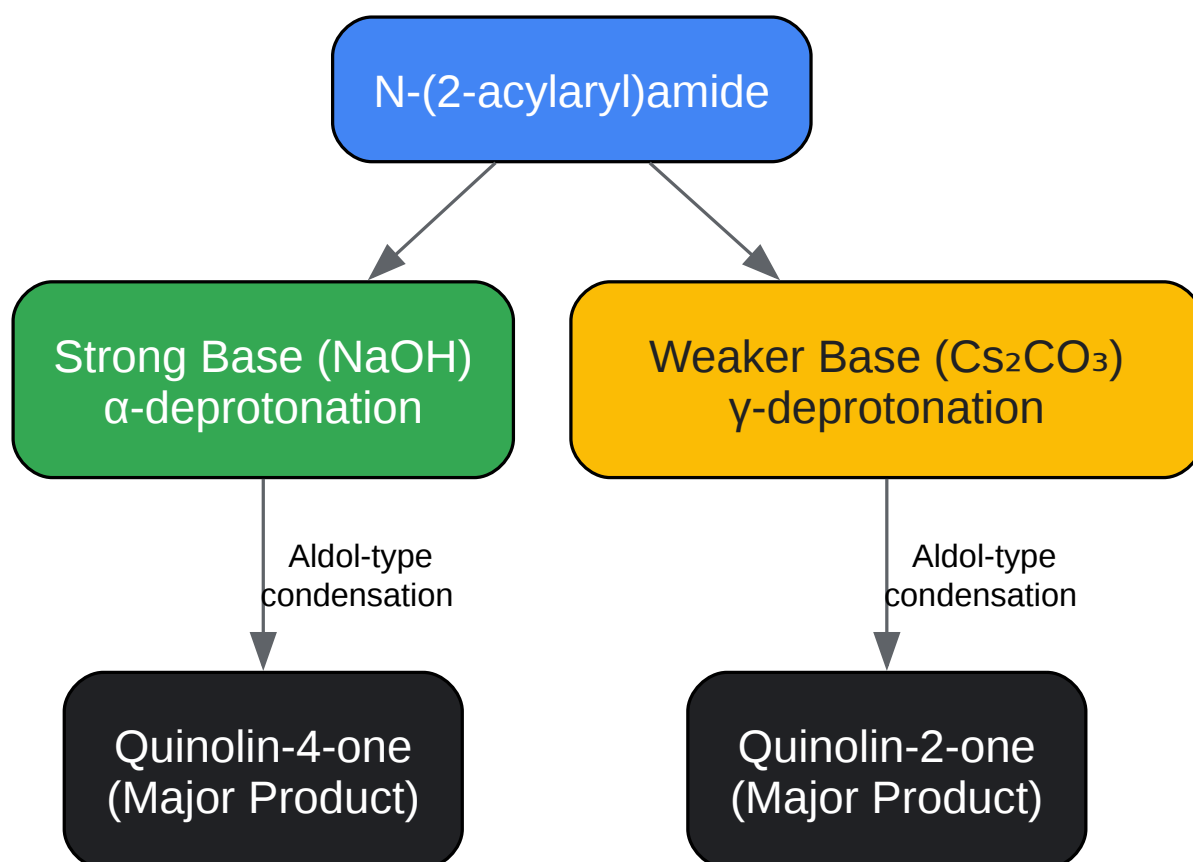 N-(2-acylaryl)amide
Strong Base (NaOH)
α-deprotonation
Weaker Base (Cs₂CO₃)
γ-deprotonation
Aldol-type
condensation
Aldol-type
condensation
Quinolin-4-one
(Major Product)
Quinolin-2-one
(Major Product)